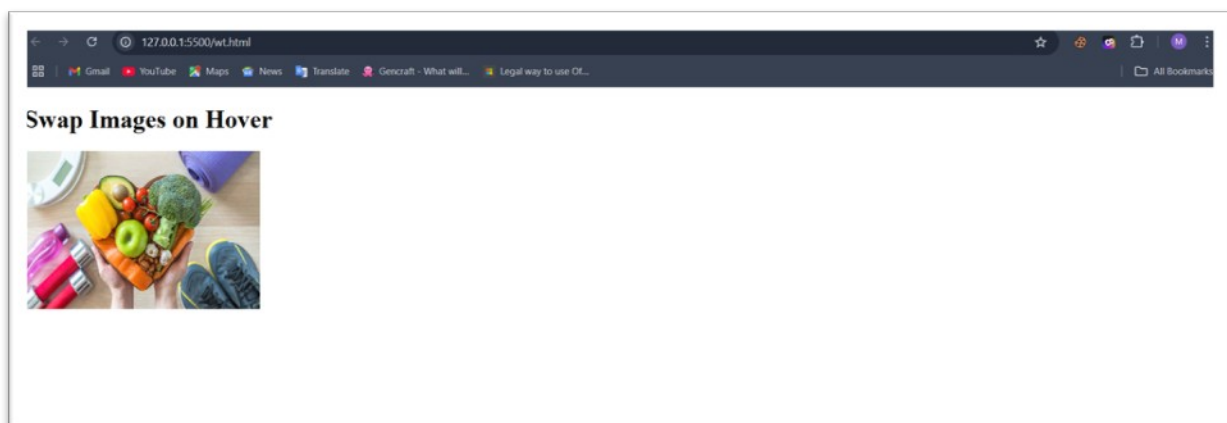 127.0.0.1:5500/wt.html
M
Gmail YouTube Maps News Translate Gencraft - What will... Legal way to use Of... All Bookmarks
Swap Images on Hover